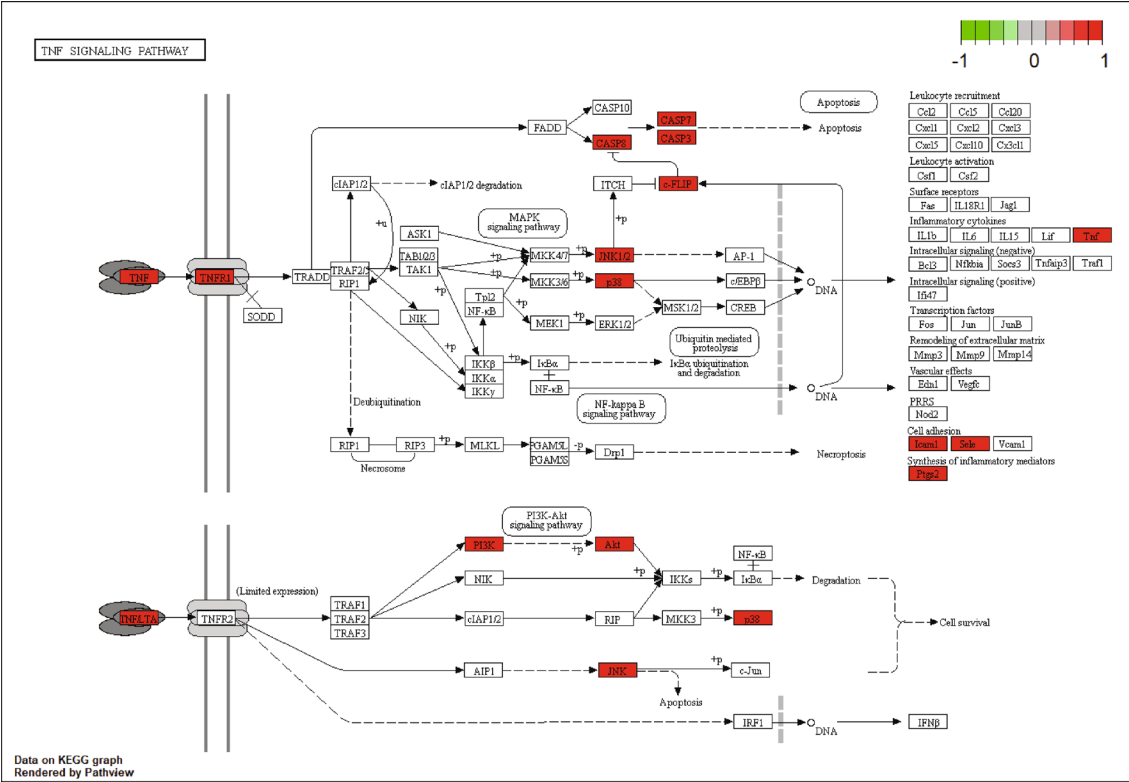 TNF SIGNALING PATHWAY
-1 0 1
Apoptosis
CASP10
FADD
CASP8
CASP7
CASP3
Apoptosis
cIAP1/2
cIAP1/2 degradation
ITCH
c-FLIP
+u
+p
MAPK
signaling pathway
ASK1
TAB1/2/3
TAK1
MKK4/7
+p
JNK1/2
AP-1
+p
TNF
TNFR1
SODD
TRADD
TRAF2/5
RIP1
+p
MKK3/6
+p
p38
c/EBPβ
DNA
+p
Tpl2
NF-κB
+p
MSK1/2
CREB
NIK
MEK1
+p
ERK1/2
+p
IKKβ
IKKα
IKKγ
+p
IκBα
NF-κB
Ubiquitin mediated
proteolysis
IκBα ubiquitination
and degradation
DNA
NF-kappa B
signaling pathway
Deubiquitination
RIP1
RIP3
Necrosome
+p
MLKL
PGAM5L
PGAM5S
-p
Drp1
Necroptosis
Leukocyte recruitment
Ccl2 Ccl5 Ccl20
Cxcl1 Cxcl2 Cxcl3
Cxcl5 Cxcl10 Cx3cl1
Leukocyte activation
Csf1 Csf2
Surface receptors
Fas IL18R1 Jag1
Inflammatory cytokines
IL1b IL6 IL15 Lif Tnf
Intracellular signaling (negative)
Bcl3 Nfkbia Socs3 Tnfaip3 Traf1
Intracellular signaling (positive)
Ifi47
Transcription factors
Fos Jun JunB
Remodeling of extracellular matrix
Mmp3 Mmp9 Mmp14
Vascular effects
Edn1 Vegfc
PRRS
Nod2
Cell adhesion
Icam1 Sele Vcam1
Synthesis of inflammatory mediators
Ptgs2
PI3K-Akt
signaling pathway
PI3K
+p
Akt
NF-κB
(Limited expression)
NIK
+p
IKKs
+p
IκBα
Degradation
TNF/LTA
TNFR2
TRAF1
TRAF2
TRAF3
cIAP1/2
RIP
MKK3
+p
p38
Cell survival
AIP1
JNK
+p
c-Jun
Apoptosis
IRF1
DNA
IFNβ
Data on KEGG graph
Rendered by Pathview